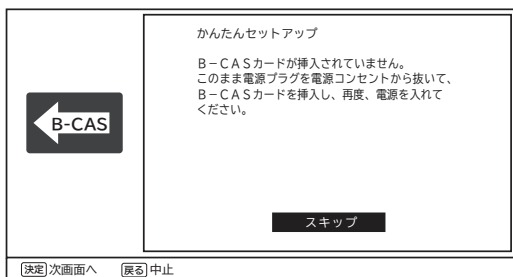 かんたんセットアップ
B－CASカードが挿入されていません。
このまま電源プラグを電源コンセントから抜いて、
B－CASカードを挿入し、再度、電源を入れて
ください。
B-CAS
スキップ
決定 次画面へ 戻る 中止